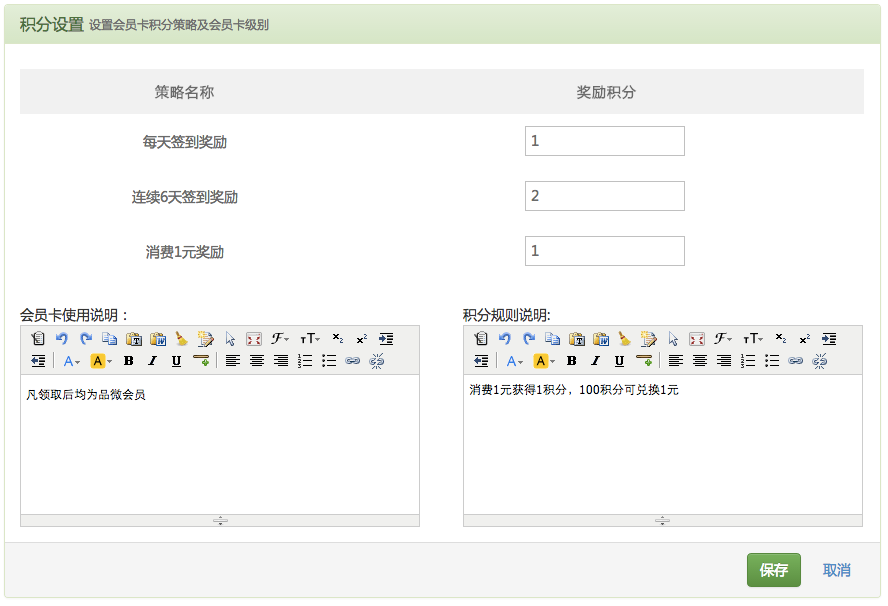 积分设置 设置会员卡积分策略及会员卡级别
策略名称 奖励积分
每天签到奖励 1
连续6天签到奖励 2
消费1元奖励 1
会员卡使用说明：
凡领取后均为品微会员
积分规则说明:
消费1元获得1积分，100积分可兑换1元
保存 取消